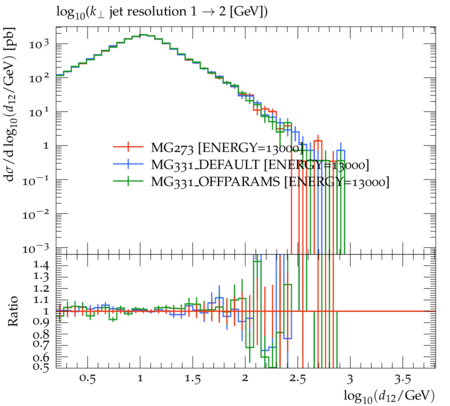 log₁₀(k⊥ jet resolution 1 → 2 [GeV])
dσ/d log₁₀(d₁₂/GeV) [pb]
10³
10²
10¹
1
10⁻¹
10⁻²
10⁻³
MG273 [ENERGY=13000]
MG331_DEFAULT [ENERGY=13000]
MG331_OFFPARAMS [ENERGY=13000]
Ratio
1.4
1.3
1.2
1.1
1
0.9
0.8
0.7
0.6
0.5
0.5 1 1.5 2 2.5 3 3.5
log₁₀(d₁₂/GeV)